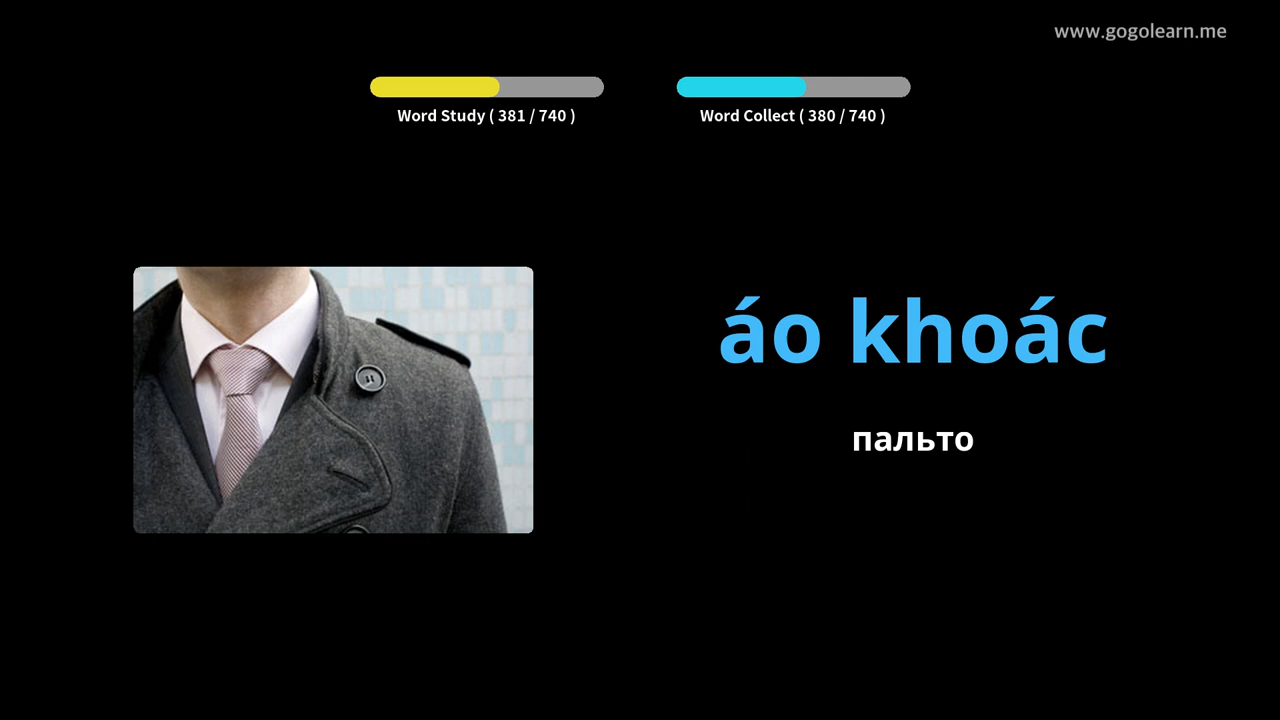 www.gogolearn.me
Word Study ( 381 / 740 )
Word Collect ( 380 / 740 )
áo khoác
пальто